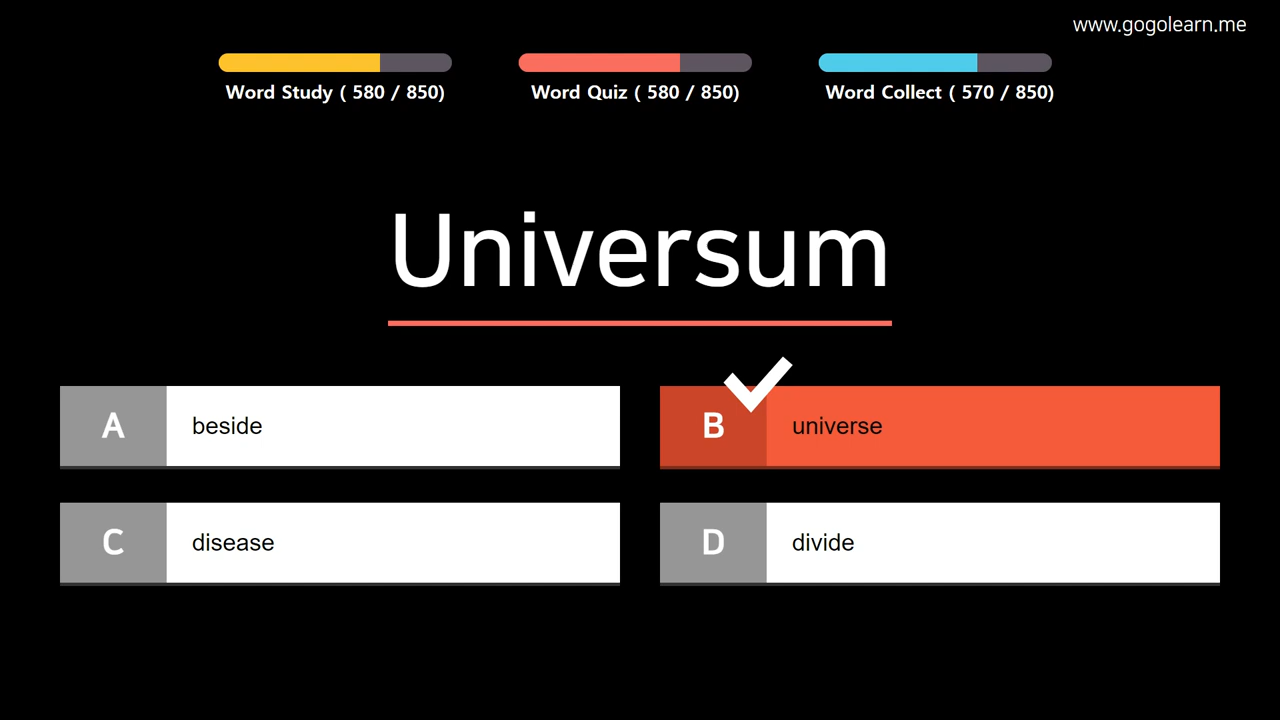 www.gogolearn.me
Word Study ( 580 / 850)
Word Quiz ( 580 / 850)
Word Collect ( 570 / 850)
Universum
A beside
B universe
C disease
D divide